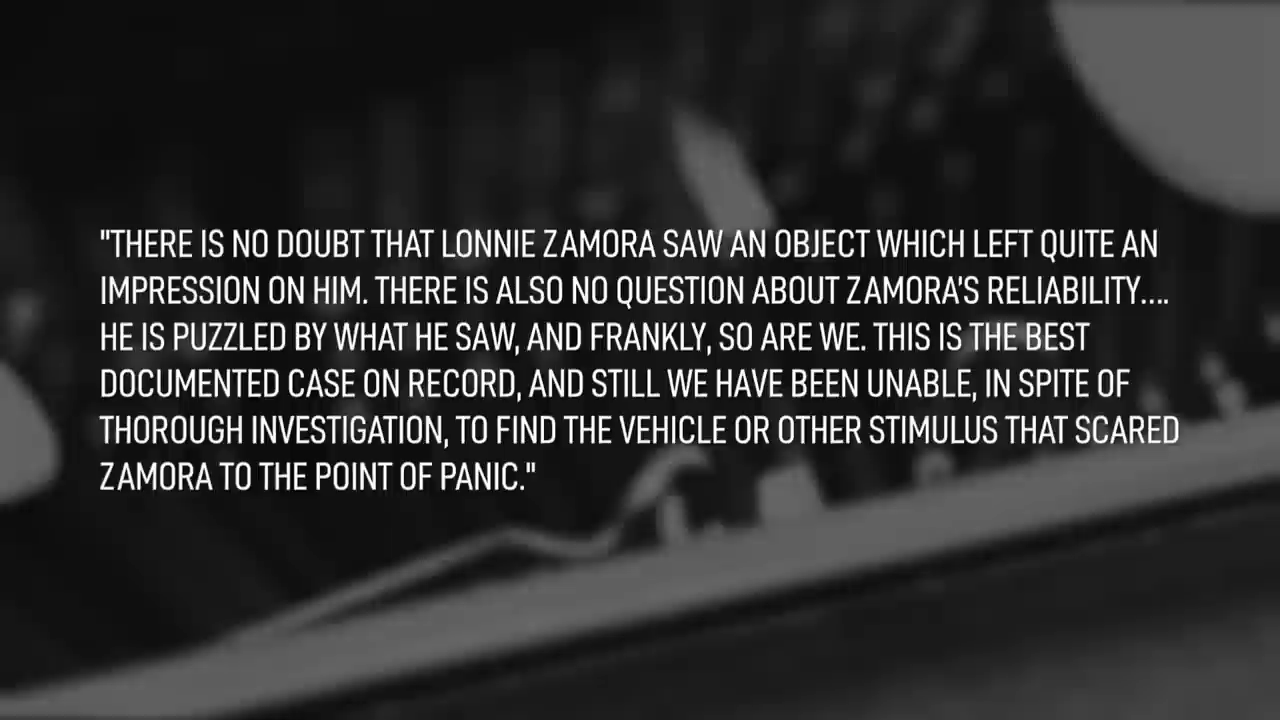 "THERE IS NO DOUBT THAT LONNIE ZAMORA SAW AN OBJECT WHICH LEFT QUITE AN
IMPRESSION ON HIM. THERE IS ALSO NO QUESTION ABOUT ZAMORA'S RELIABILITY....
HE IS PUZZLED BY WHAT HE SAW, AND FRANKLY, SO ARE WE. THIS IS THE BEST
DOCUMENTED CASE ON RECORD, AND STILL WE HAVE BEEN UNABLE, IN SPITE OF
THOROUGH INVESTIGATION, TO FIND THE VEHICLE OR OTHER STIMULUS THAT SCARED
ZAMORA TO THE POINT OF PANIC."